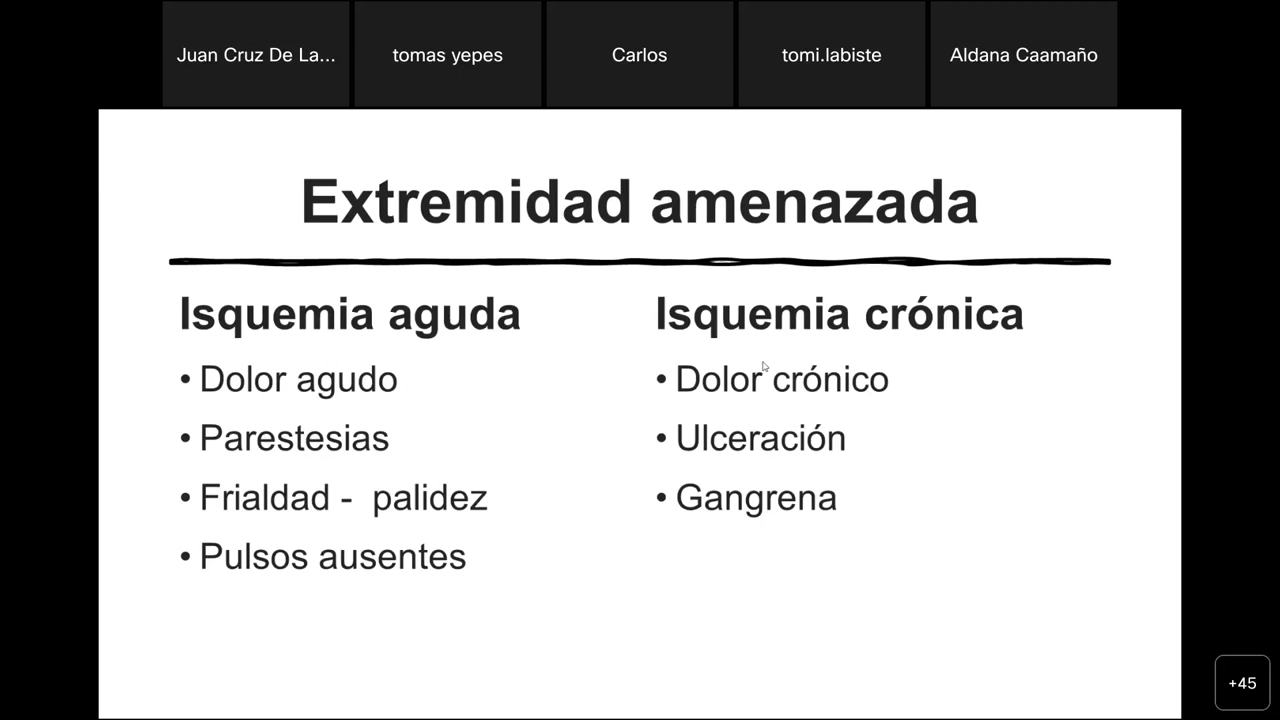 Juan Cruz De La...
tomas yepes
Carlos
tomi.labiste
Aldana Caamaño
Extremidad amenazada
Isquemia aguda
• Dolor agudo
• Parestesias
• Frialdad - palidez
• Pulsos ausentes
Isquemia crónica
• Dolor crónico
• Ulceración
• Gangrena
+45